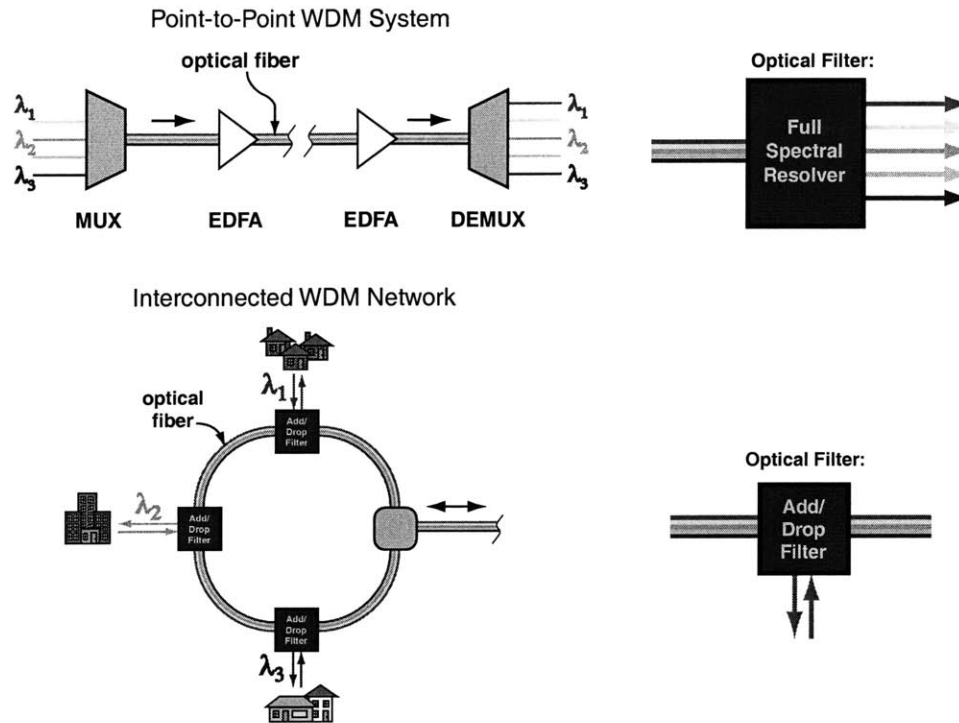 Point-to-Point WDM System
optical fiber
λ1
λ2
λ3
λ1
λ2
λ3
MUX
EDFA
EDFA
DEMUX
Optical Filter:
Full
Spectral
Resolver
Interconnected WDM Network
optical
fiber
λ1
Add/
Drop
Filter
λ2
Add/
Drop
Filter
Add/
Drop
Filter
λ3
Optical Filter:
Add/
Drop
Filter